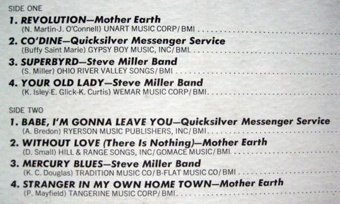 SIDE ONE
1. REVOLUTION—Mother Earth
(N. Martin-J. O'Connell) UNART MUSIC CORP/BMI
2. CO'DINE—Quicksilver Messenger Service
(Buffy Saint Marie) GYPSY BOY MUSIC, INC/BMI
3. SUPERBYRD—Steve Miller Band
(S. Miller) OHIO RIVER VALLEY SONGS/BMI
4. YOUR OLD LADY—Steve Miller Band
(K. Isley-E. Glick-K. Curtis) WEMAR MUSIC CORP/BMI
SIDE TWO
1. BABE, I'M GONNA LEAVE YOU—Quicksilver Messenger Service
(A. Bredon) RYERSON MUSIC PUBLISHERS, INC/BMI
2. WITHOUT LOVE (There Is Nothing)—Mother Earth
(D. Small) HILL & RANGE SONGS, INC/GOMACE MUSIC/BMI
3. MERCURY BLUES—Steve Miller Band
(K. C. Douglas) TRADITION MUSIC CO/B-FLAT MUSIC CO/BMI
4. STRANGER IN MY OWN HOME TOWN—Mother Earth
(P. Mayfield) TANGERINE MUSIC CORP/BMI